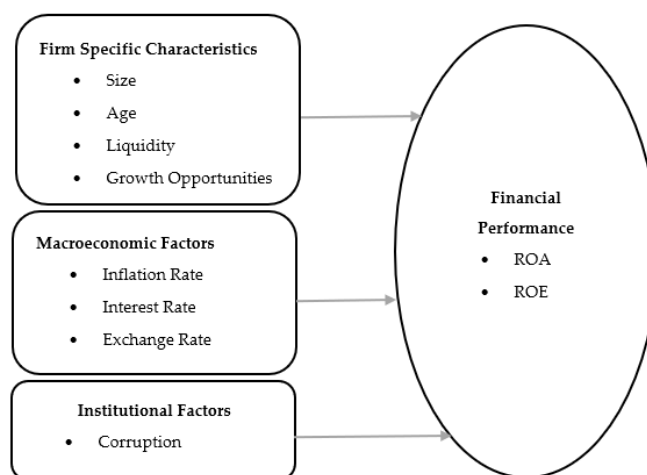 Firm Specific Characteristics
• Size
• Age
• Liquidity
• Growth Opportunities
Macroeconomic Factors
• Inflation Rate
• Interest Rate
• Exchange Rate
Institutional Factors
• Corruption
Financial
Performance
• ROA
• ROE